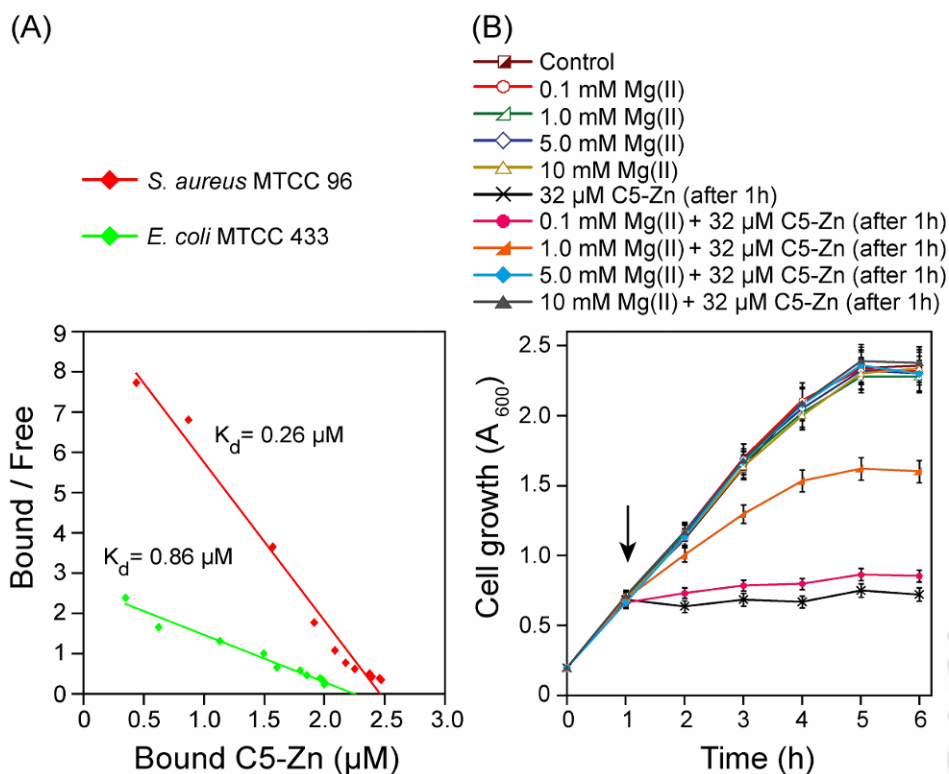 (A)
(B)
Control
0.1 mM Mg(II)
1.0 mM Mg(II)
5.0 mM Mg(II)
10 mM Mg(II)
32 µM C5-Zn (after 1h)
0.1 mM Mg(II) + 32 µM C5-Zn (after 1h)
1.0 mM Mg(II) + 32 µM C5-Zn (after 1h)
5.0 mM Mg(II) + 32 µM C5-Zn (after 1h)
10 mM Mg(II) + 32 µM C5-Zn (after 1h)
S. aureus MTCC 96
E. coli MTCC 433
9
8
7
6
5
4
3
2
1
0
Bound / Free
K_d = 0.26 µM
K_d = 0.86 µM
0
0.5
1.0
1.5
2.0
2.5
3.0
Bound C5-Zn (µM)
2.5
2.0
1.5
1.0
0.5
0
Cell growth (A_600)
0
1
2
3
4
5
6
Time (h)